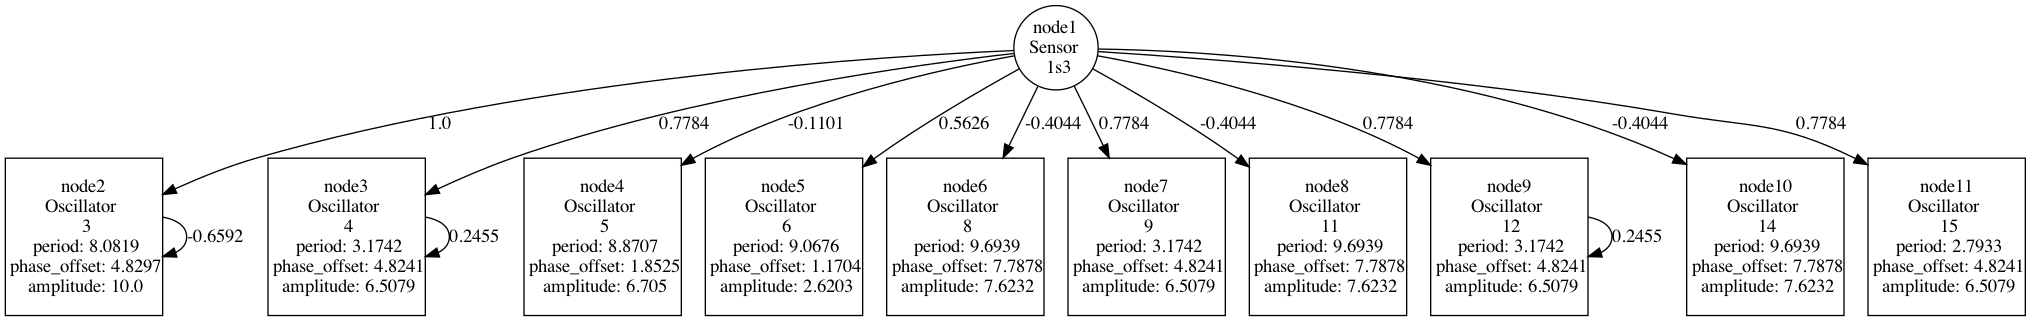 node1
Sensor
1s3
1.0
0.7784
-0.1101
0.5626
-0.4044
0.7784
-0.4044
0.7784
-0.4044
0.7784
node2
Oscillator
3
period: 8.0819
phase_offset: 4.8297
amplitude: 10.0
-0.6592
node3
Oscillator
4
period: 3.1742
phase_offset: 4.8241
amplitude: 6.5079
0.2455
node4
Oscillator
5
period: 8.8707
phase_offset: 1.8525
amplitude: 6.705
node5
Oscillator
6
period: 9.0676
phase_offset: 1.1704
amplitude: 2.6203
node6
Oscillator
8
period: 9.6939
phase_offset: 7.7878
amplitude: 7.6232
node7
Oscillator
9
period: 3.1742
phase_offset: 4.8241
amplitude: 6.5079
node8
Oscillator
11
period: 9.6939
phase_offset: 7.7878
amplitude: 7.6232
node9
Oscillator
12
period: 3.1742
phase_offset: 4.8241
amplitude: 6.5079
0.2455
node10
Oscillator
14
period: 9.6939
phase_offset: 7.7878
amplitude: 7.6232
node11
Oscillator
15
period: 2.7933
phase_offset: 4.8241
amplitude: 6.5079